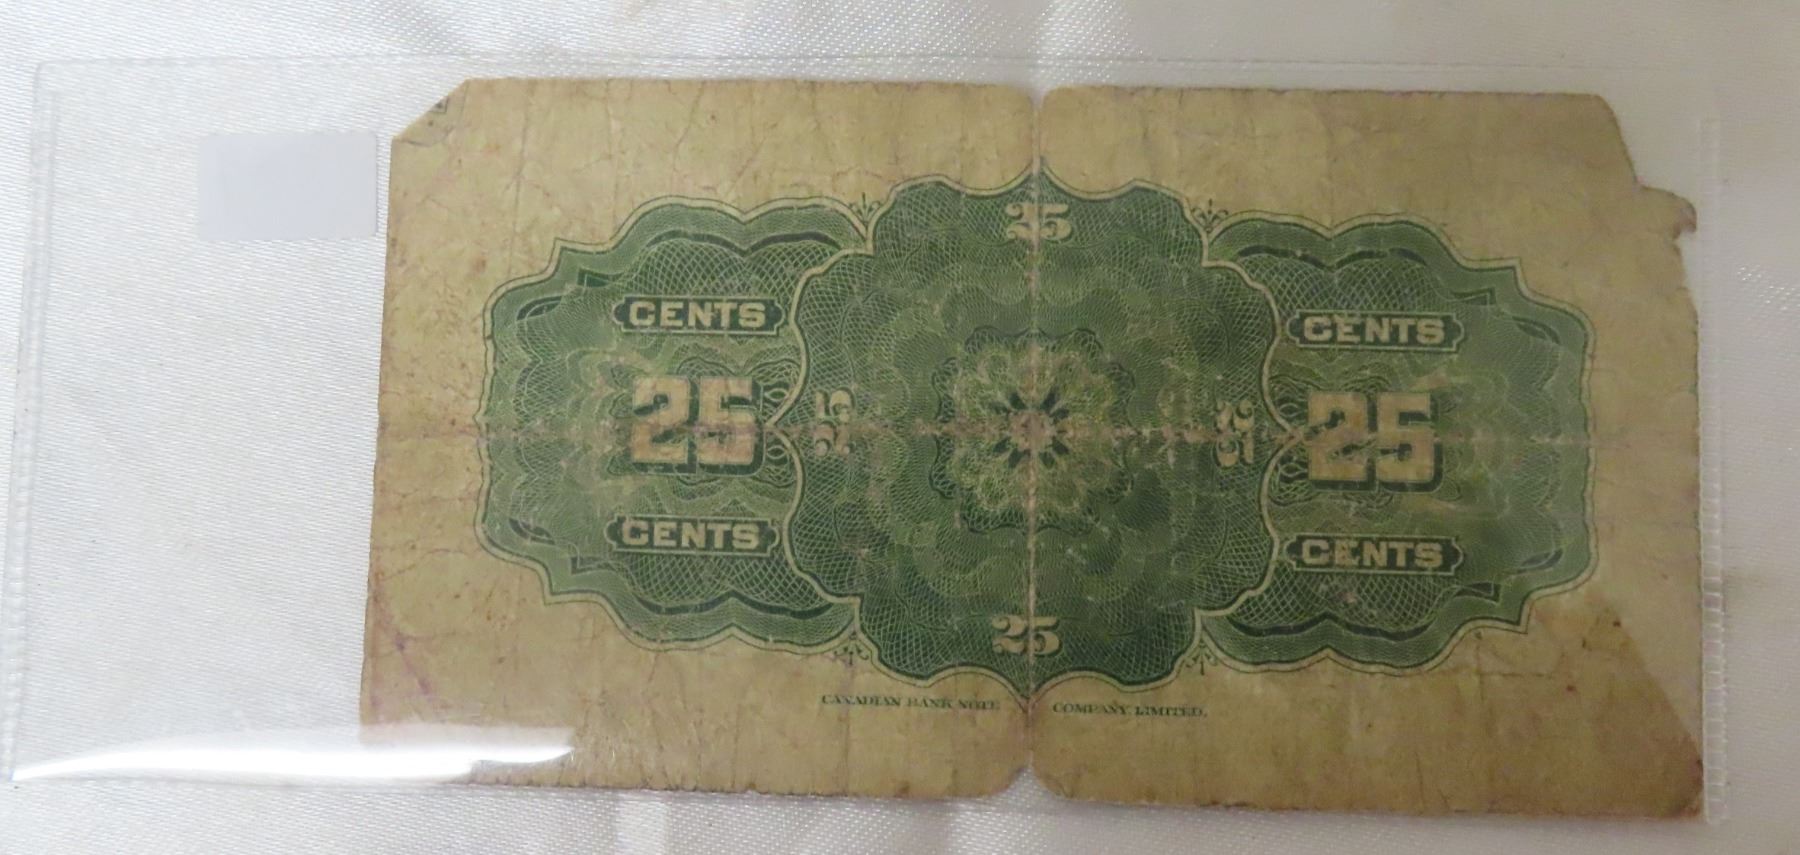 25
CENTS CENTS
25 25 25 25
CENTS CENTS
25
CANADIAN BANK NOTE COMPANY, LIMITED.